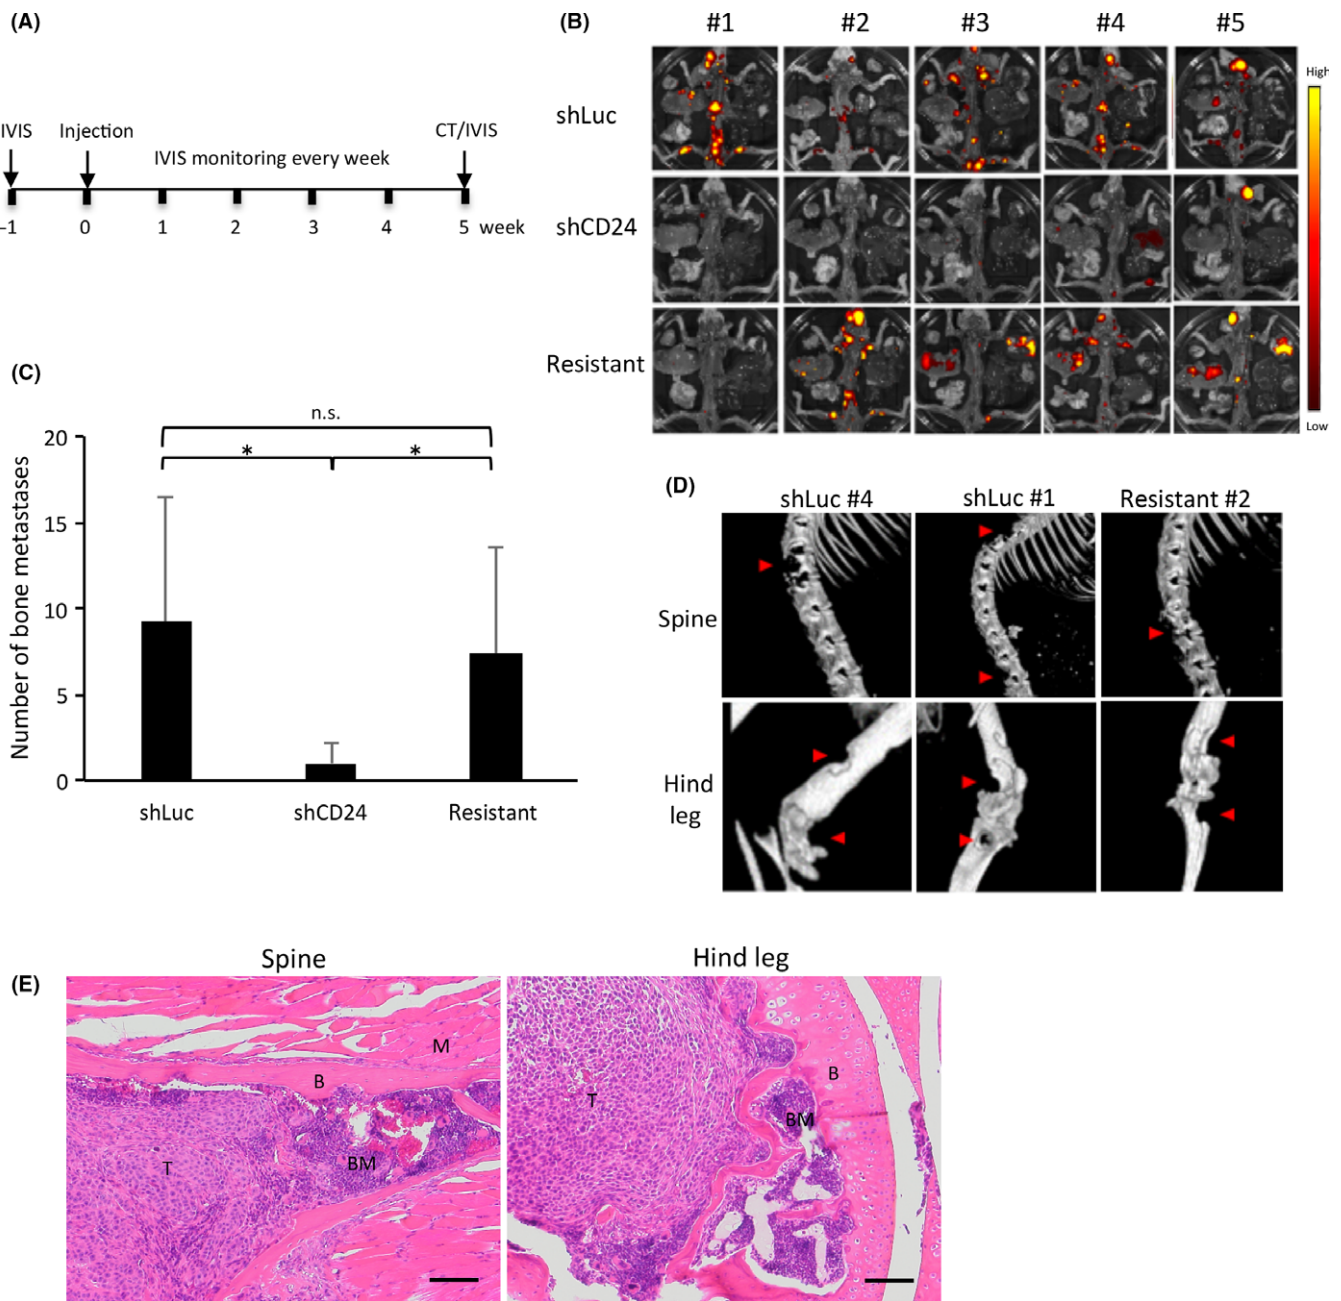 (A)
IVIS
Injection
CT/IVIS
IVIS monitoring every week
–1 0 1 2 3 4 5 week
(B)
#1 #2 #3 #4 #5
shLuc
shCD24
Resistant
High
Low
(C)
n.s.
* *
Number of bone metastases
20
15
10
5
0
shLuc shCD24 Resistant
(D)
shLuc #4 shLuc #1 Resistant #2
Spine
Hind
leg
(E)
Spine
M
B
T
BM
Hind leg
T
B
BM